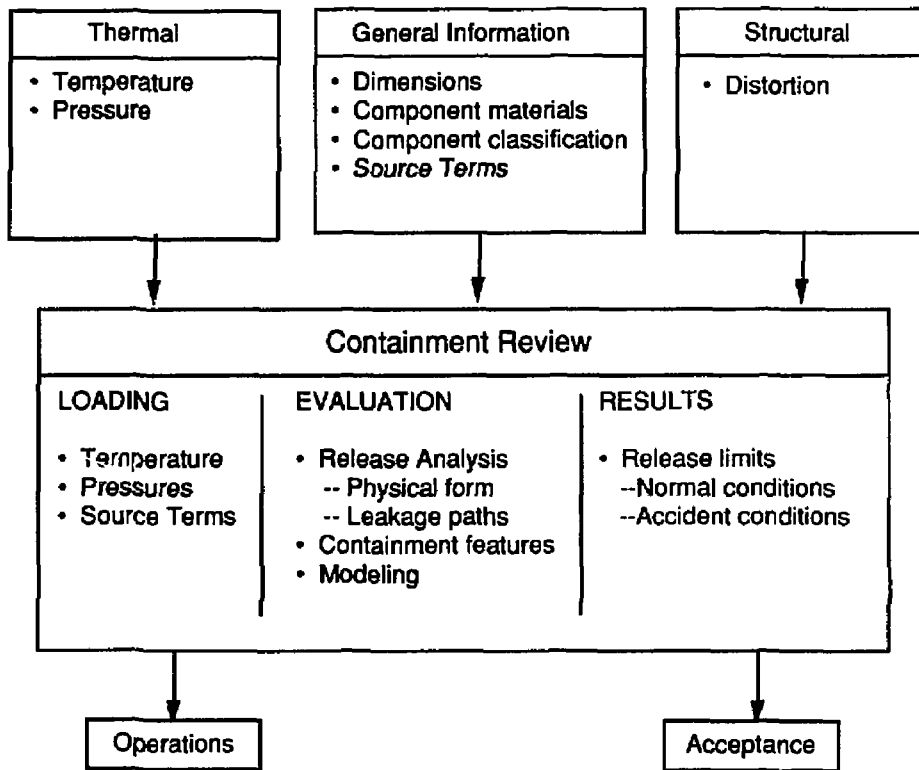 Thermal
• Temperature
• Pressure
General Information
• Dimensions
• Component materials
• Component classification
• Source Terms
Structural
• Distortion
Containment Review
LOADING
• Temperature
• Pressures
• Source Terms
EVALUATION
• Release Analysis
-- Physical form
-- Leakage paths
• Containment features
• Modeling
RESULTS
• Release limits
--Normal conditions
--Accident conditions
Operations
Acceptance